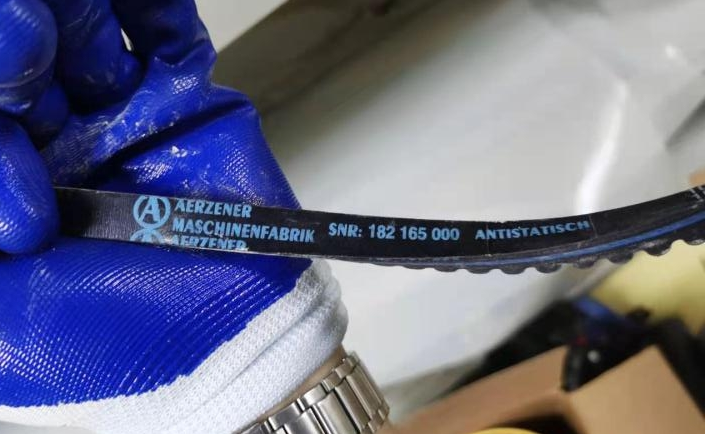 A AERZENER
MASCHINENFABRIK SNR: 182 165 000 ANTISTATISCH
AERZENER